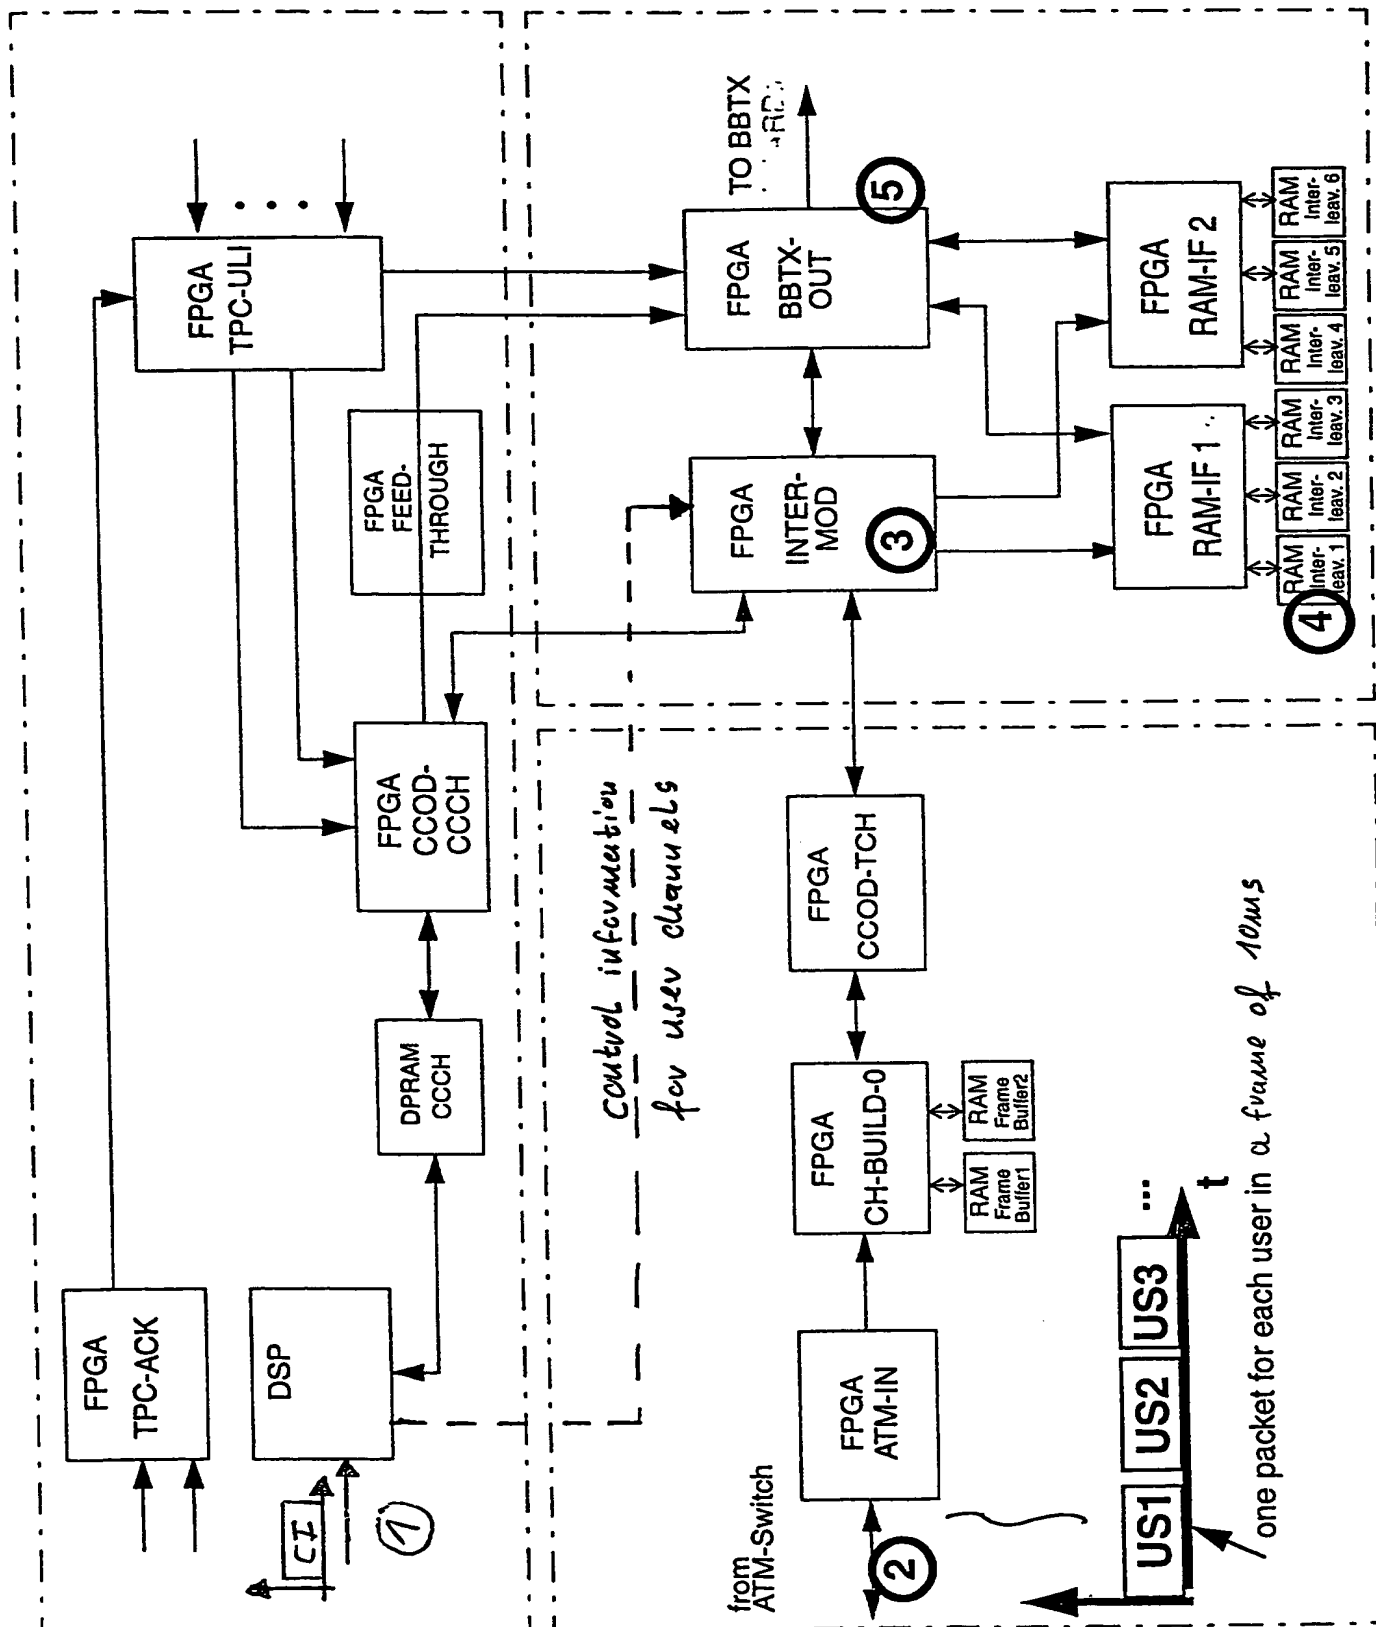 FPGA
TPC-ACK
FPGA
TPC-ULI
DSP
CI
1
DPRAM
CCCH
FPGA
CCOD-
CCCH
FPGA
FEED-
THROUGH
control information
for user channels
from
ATM-Switch
2
FPGA
ATM-IN
FPGA
CH-BUILD-0
RAM
Frame
Buffer1
RAM
Frame
Buffer2
FPGA
CCOD-TCH
FPGA
INTER-
MOD
3
FPGA
BBTX-
OUT
5
TO BBTX
FPGA
RAM-IF 1
FPGA
RAM-IF 2
RAM
Inter-
leav. 1
RAM
Inter-
leav. 2
RAM
Inter-
leav. 3
RAM
Inter-
leav. 4
RAM
Inter-
leav. 5
RAM
Inter-
leav. 6
4
US1 US2 US3 ...
t
one packet for each user in a frame of 10ms